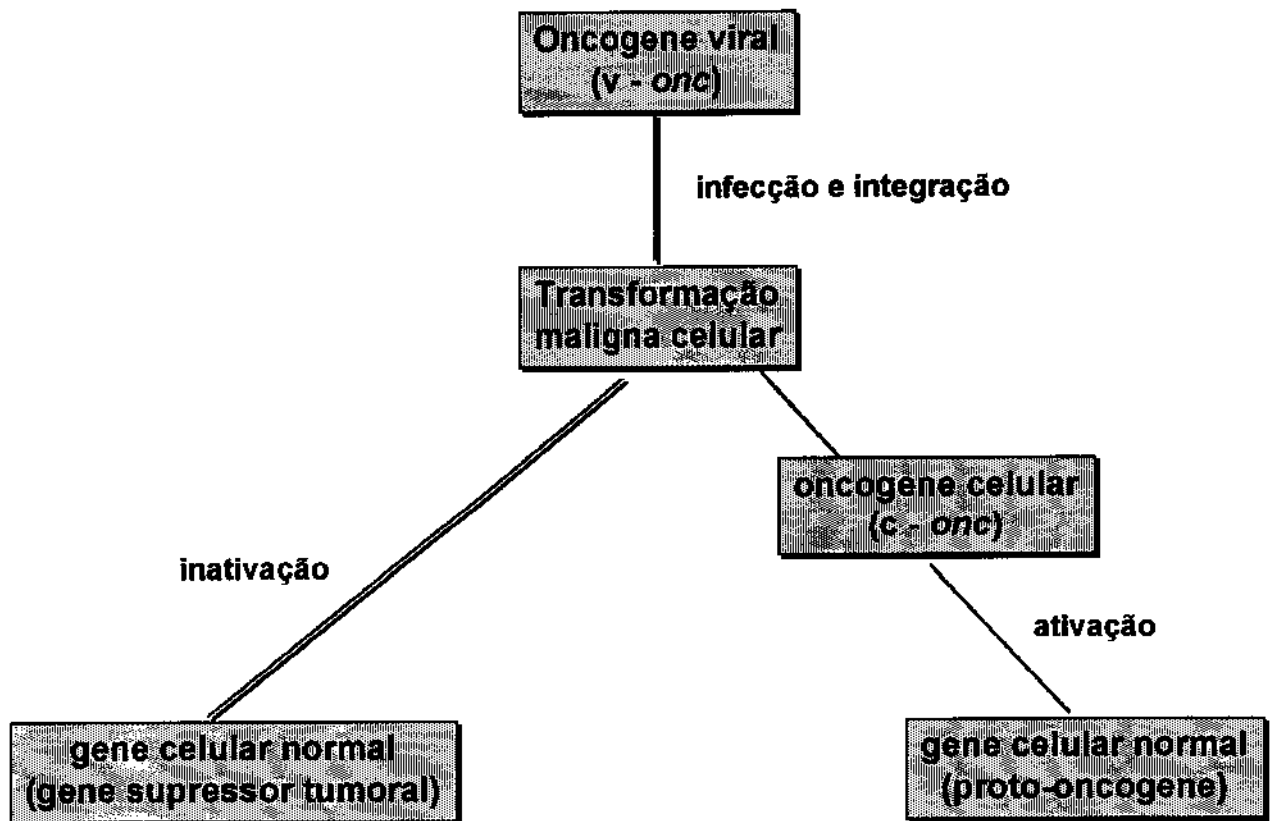 Oncogene viral
(v - onc)
infecção e integração
Transformação
maligna celular
oncogene celular
(c - onc)
inativação
ativação
gene celular normal
(gene supressor tumoral)
gene celular normal
(proto-oncogene)